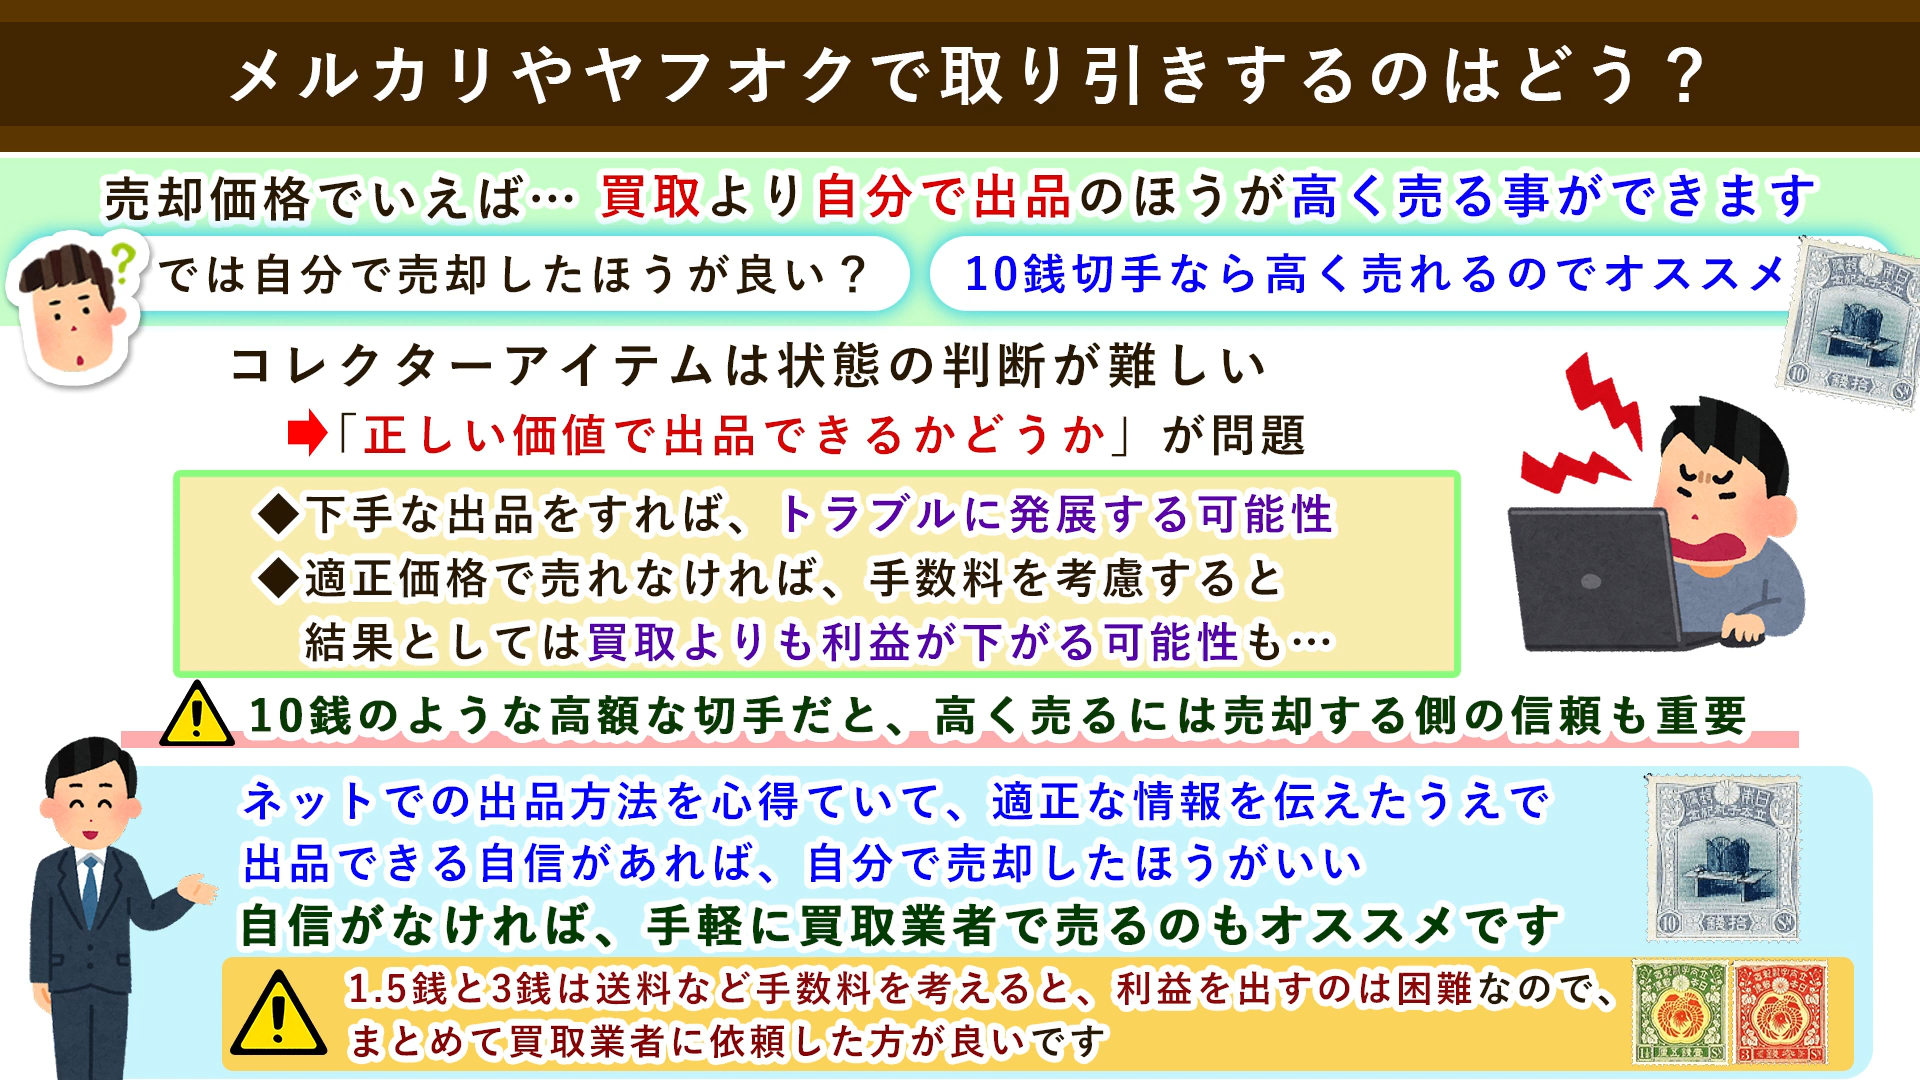 メルカリやヤフオクで取り引きするのはどう？
売却価格でいえば… 買取より自分で出品のほうが高く売る事ができます
では自分で売却したほうが良い？
10銭切手なら高く売れるのでオススメ
コレクターアイテムは状態の判断が難しい
「正しい価値で出品できるかどうか」が問題
◆下手な出品をすれば、トラブルに発展する可能性
◆適正価格で売れなければ、手数料を考慮すると
結果としては買取よりも利益が下がる可能性も…
10銭のような高額な切手だと、高く売るには売却する側の信頼も重要
ネットでの出品方法を心得ていて、適正な情報を伝えたうえで
出品できる自信があれば、自分で売却したほうがいい
自信がなければ、手軽に買取業者で売るのもオススメです
1.5銭と3銭は送料など手数料を考えると、利益を出すのは困難なので、
まとめて買取業者に依頼した方が良いです